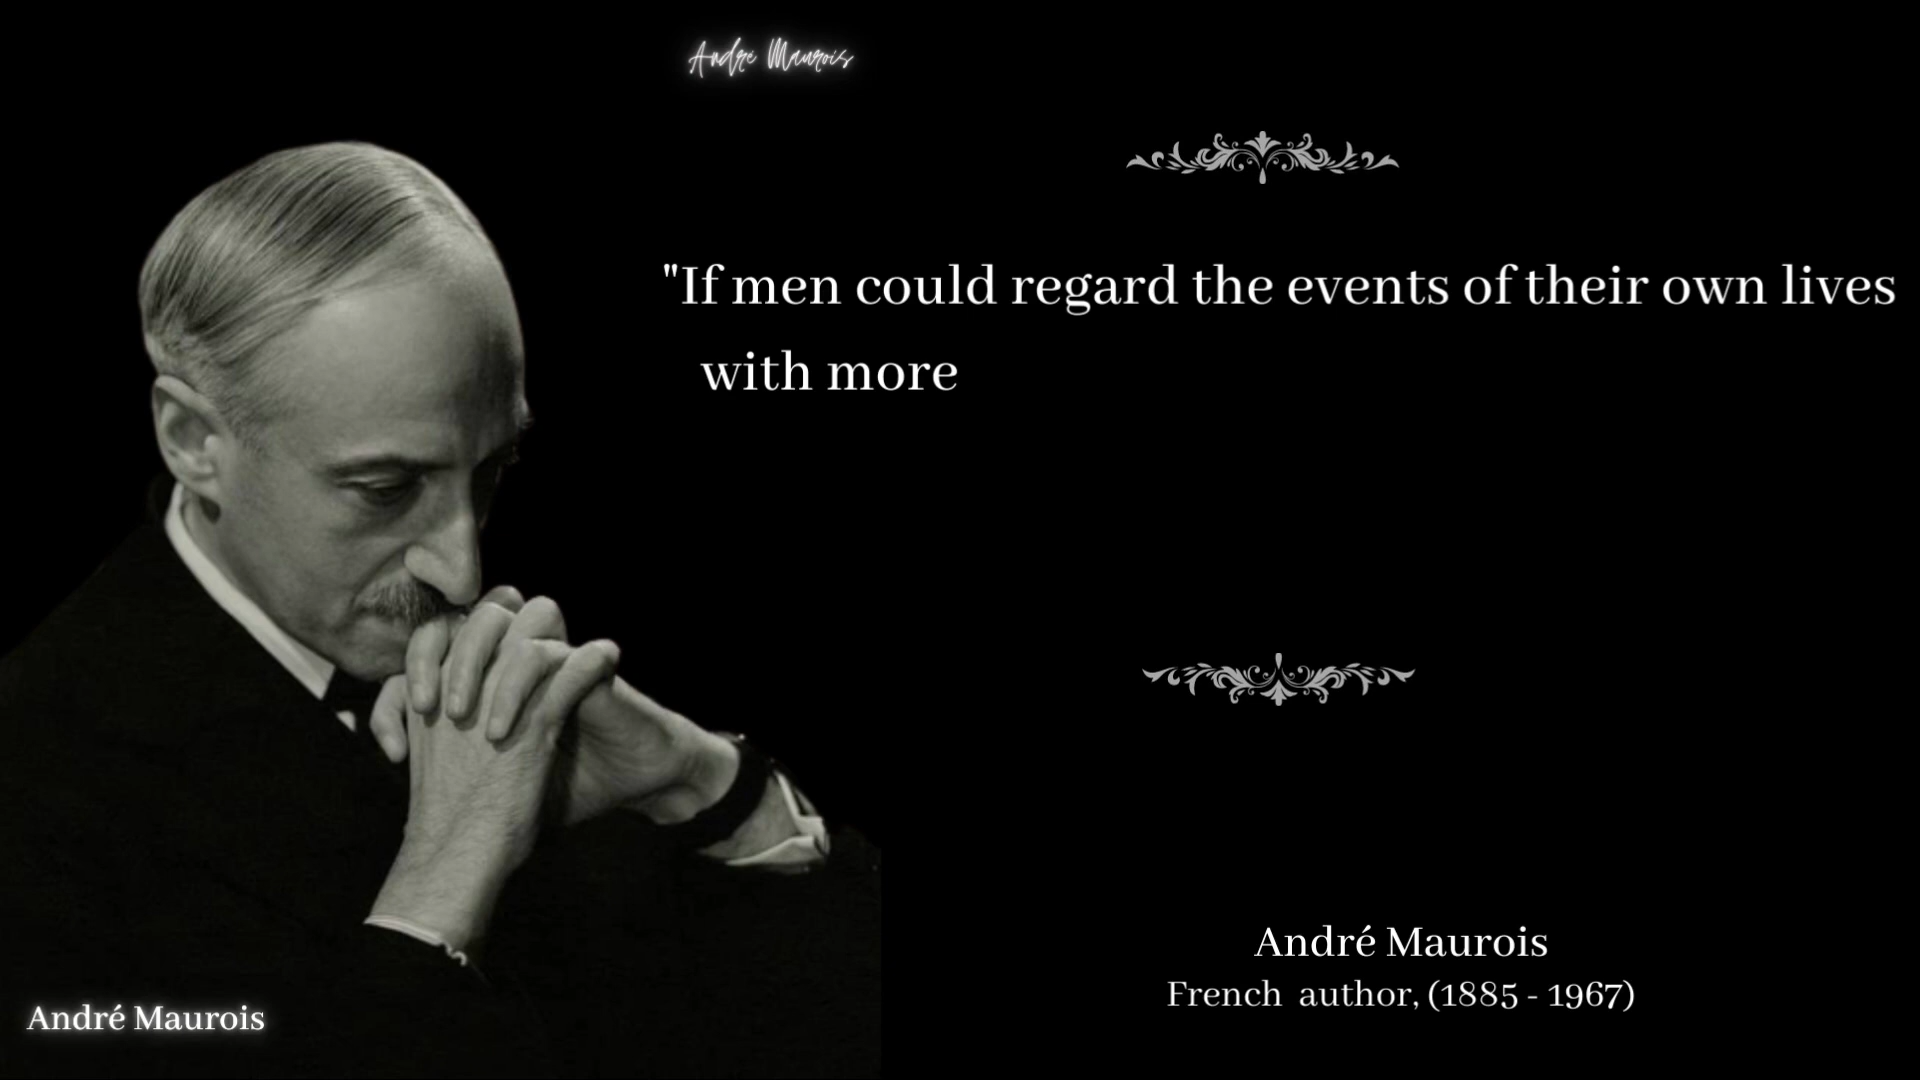 André Maurois
"If men could regard the events of their own lives
with more
André Maurois
French author, (1885 - 1967)
André Maurois